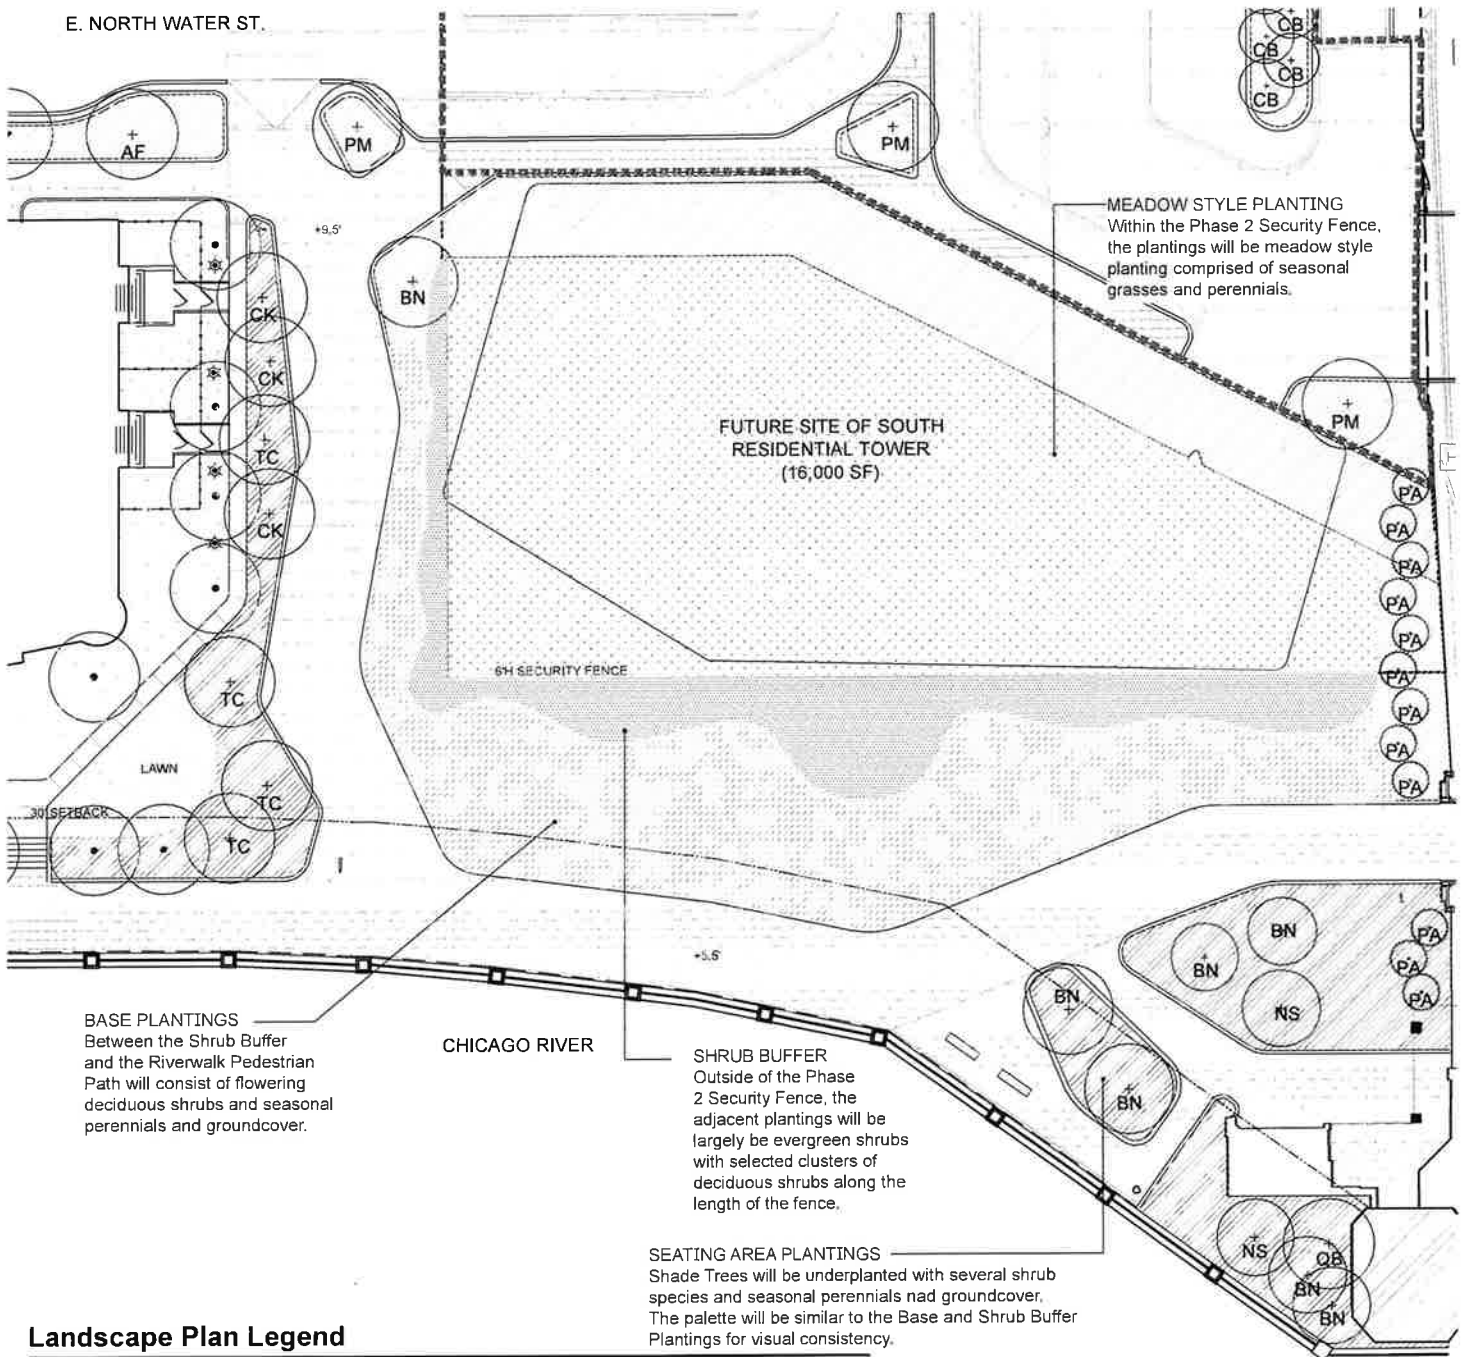 E. NORTH WATER ST.
CB
CB
CB
CB
AF
PM
PM
MEADOW STYLE PLANTING
Within the Phase 2 Security Fence,
the plantings will be meadow style
planting comprised of seasonal
grasses and perennials.
+9.5'
BN
CK
CK
TC
CK
FUTURE SITE OF SOUTH
RESIDENTIAL TOWER
(16,000 SF)
PM
PA
PA
PA
PA
PA
PA
PA
PA
PA
6'H SECURITY FENCE
TC
LAWN
TC
30' SETBACK
TC
BN
BN
NS
PA
PA
PA
+5.5'
BN
BN
BASE PLANTINGS
Between the Shrub Buffer
and the Riverwalk Pedestrian
Path will consist of flowering
deciduous shrubs and seasonal
perennials and groundcover.
CHICAGO RIVER
SHRUB BUFFER
Outside of the Phase
2 Security Fence, the
adjacent plantings will be
largely be evergreen shrubs
with selected clusters of
deciduous shrubs along the
length of the fence.
NS
QB
BN
BN
SEATING AREA PLANTINGS
Shade Trees will be underplanted with several shrub
species and seasonal perennials nad groundcover.
The palette will be similar to the Base and Shrub Buffer
Plantings for visual consistency.
Landscape Plan Legend